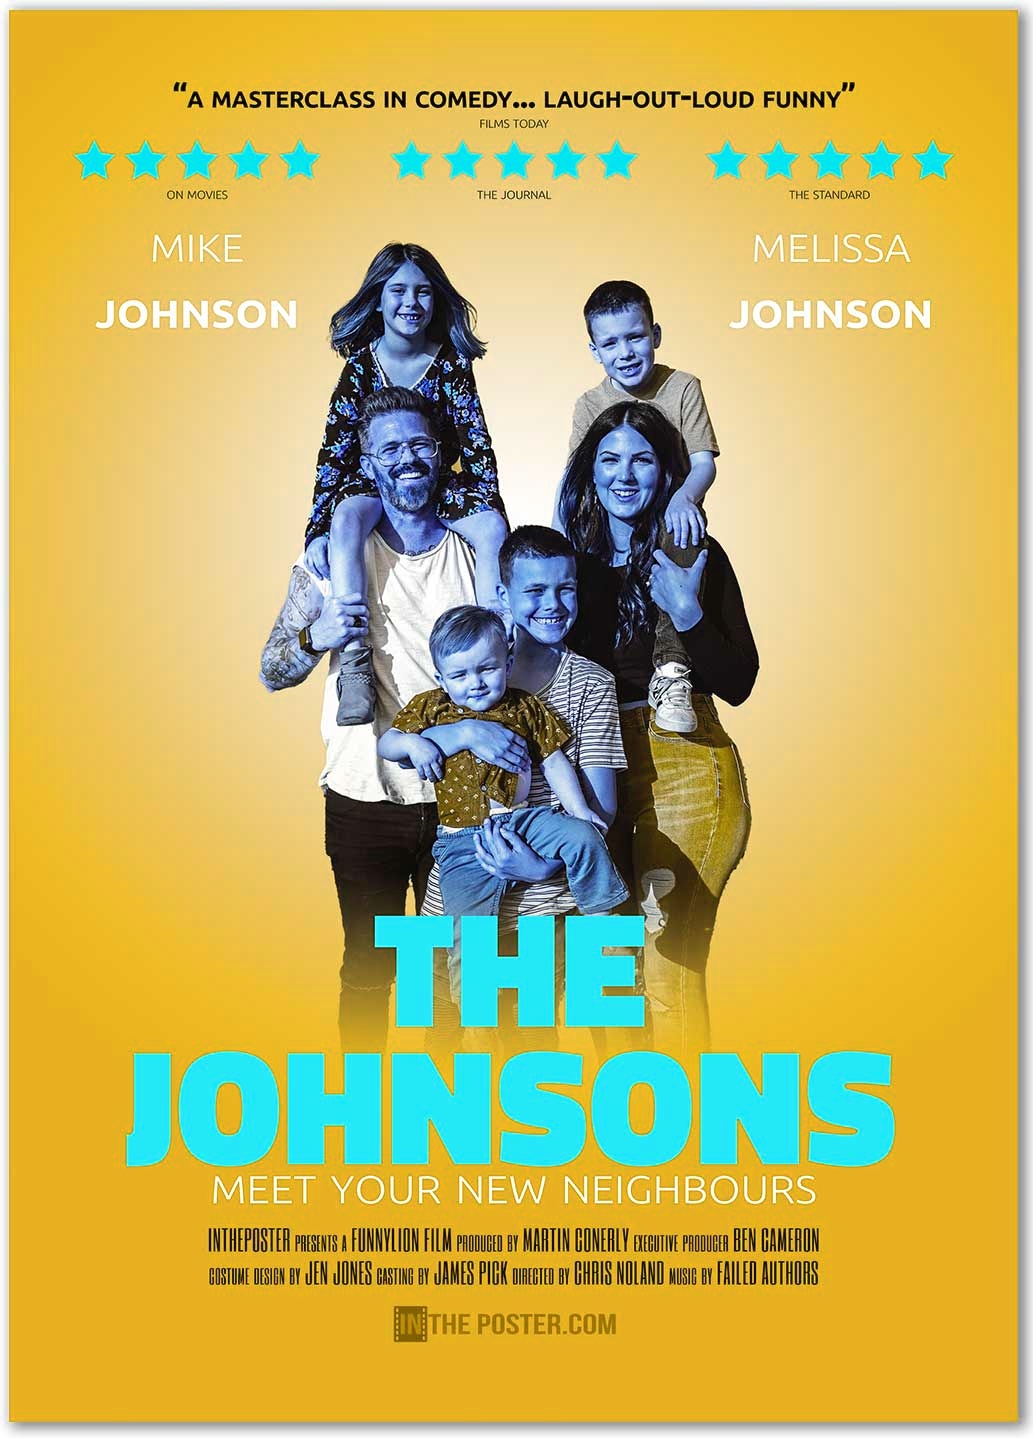 “A MASTERCLASS IN COMEDY... LAUGH-OUT-LOUD FUNNY”
FILMS TODAY
ON MOVIES
THE JOURNAL
THE STANDARD
MIKE
JOHNSON
MELISSA
JOHNSON
THE
JOHNSONS
MEET YOUR NEW NEIGHBOURS
INTHEPOSTER PRESENTS A FUNNYLION FILM PRODUCED BY MARTIN CONERLY EXECUTIVE PRODUCER BEN CAMERON
COSTUME DESIGN BY JEN JONES CASTING BY JAMES PICK DIRECTED BY CHRIS NOLAND MUSIC BY FAILED AUTHORS
IN THE POSTER.COM